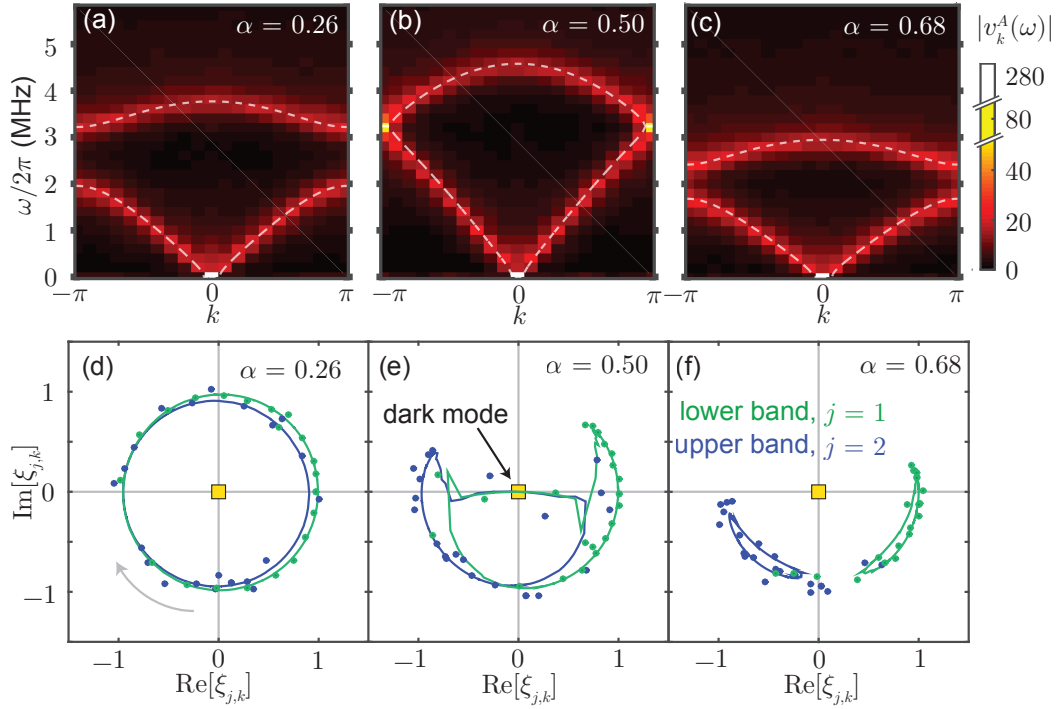 (a) α = 0.26
(b) α = 0.50
(c) α = 0.68
|v_k^A(ω)|
280
80
40
20
0
ω/2π (MHz)
5
4
3
2
1
0
−π 0 π
k
−π 0 π
k
−π 0 π
k
(d) α = 0.26
(e) α = 0.50
dark mode
(f) α = 0.68
lower band, j = 1
upper band, j = 2
Im[ξ_{j,k}]
1
0
−1
−1 0 1
Re[ξ_{j,k}]
−1 0 1
Re[ξ_{j,k}]
−1 0 1
Re[ξ_{j,k}]